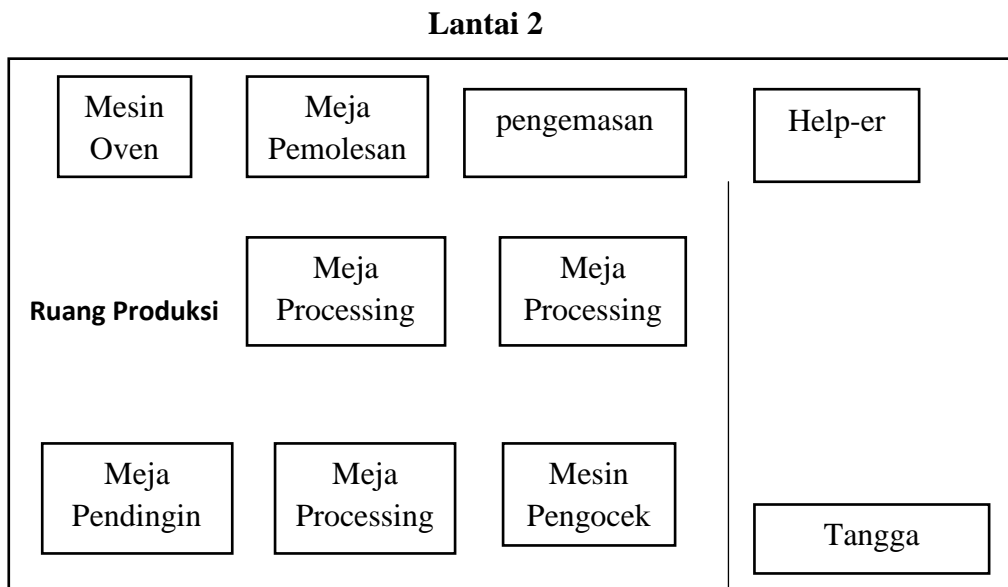 Lantai 2
Mesin
Oven
Meja
Pemolesan
pengemasan
Help-er
Meja
Processing
Meja
Processing
Ruang Produksi
Meja
Pendingin
Meja
Processing
Mesin
Pengocek
Tangga